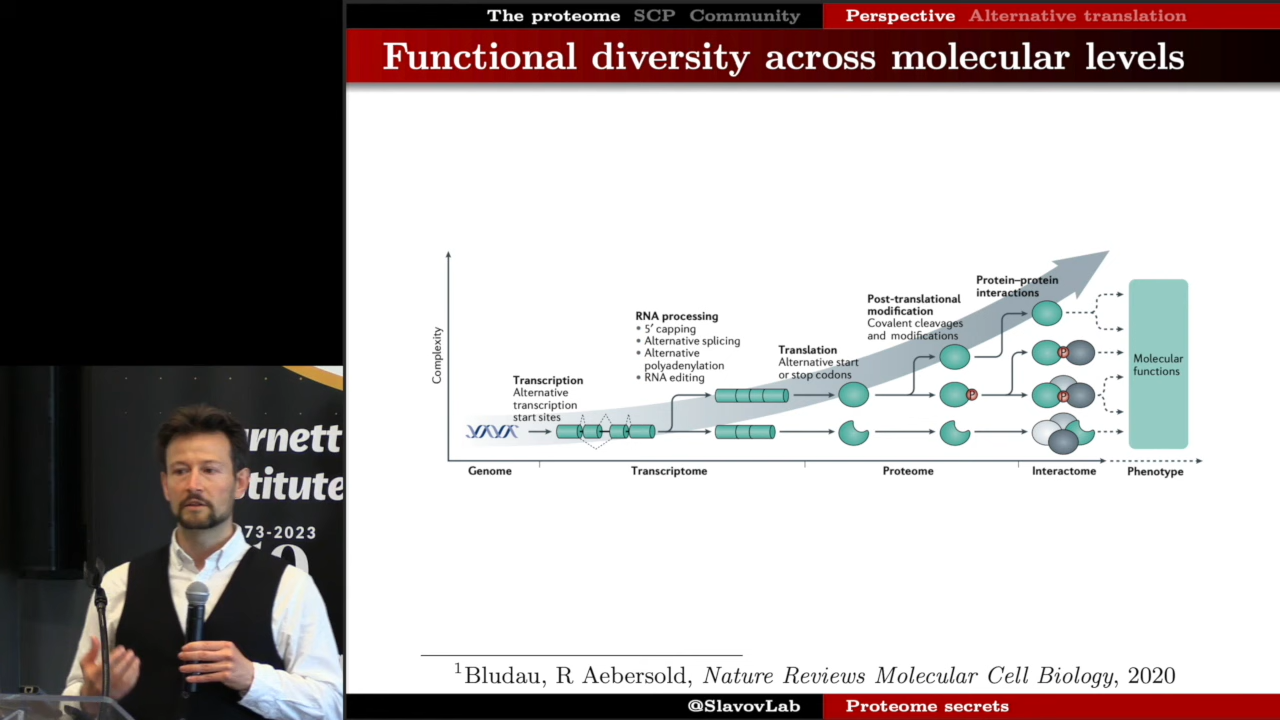 The proteome SCP Community Perspective Alternative translation
Functional diversity across molecular levels
Complexity
Transcription
Alternative
transcription
start sites
RNA processing
• 5′ capping
• Alternative splicing
• Alternative
polyadenylation
• RNA editing
Translation
Alternative start
or stop codons
Post-translational
modification
Covalent cleavages
and modifications
Protein–protein
interactions
P
P
P
Molecular
functions
Genome Transcriptome Proteome Interactome Phenotype
1Bludau, R Aebersold, Nature Reviews Molecular Cell Biology, 2020
@SlavovLab Proteome secrets
73-2023